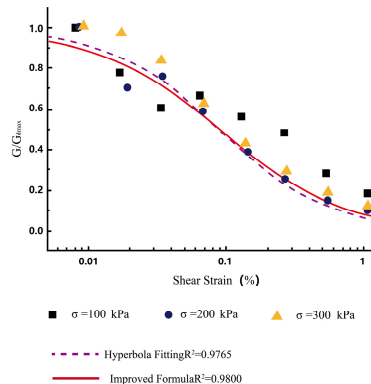 G/Gmax
1.0
0.8
0.6
0.4
0.2
0.0
0.01 0.1 1
Shear Strain (%)
σ =100 kPa σ =200 kPa σ =300 kPa
Hyperbola FittingR²=0.9765
Improved FormulaR²=0.9800